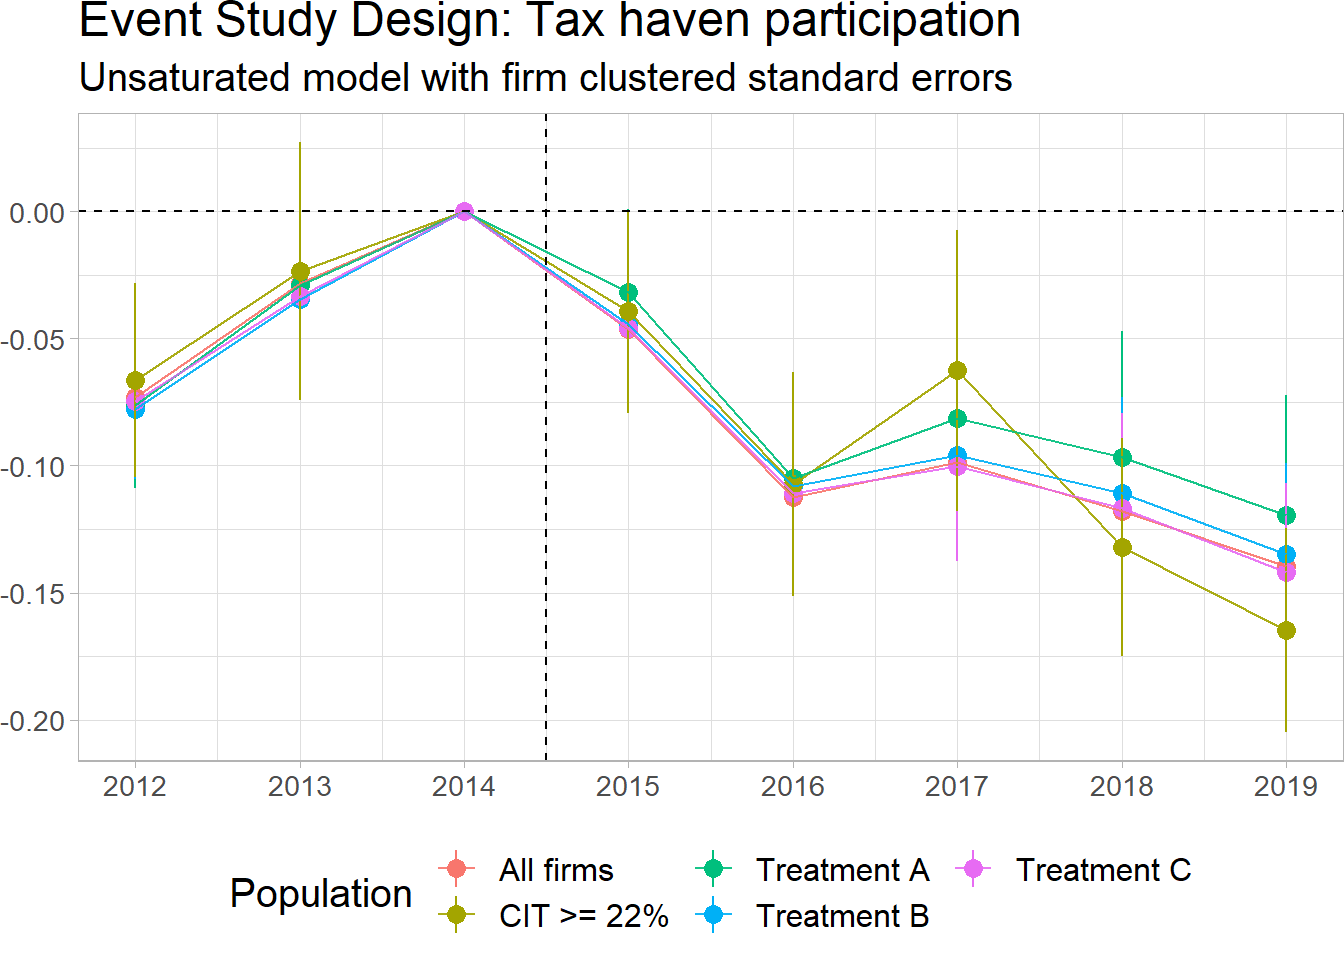 Event Study Design: Tax haven participation
Unsaturated model with firm clustered standard errors
0.00
-0.05
-0.10
-0.15
-0.20
2012 2013 2014 2015 2016 2017 2018 2019
Population
All firms Treatment A Treatment C
CIT >= 22% Treatment B